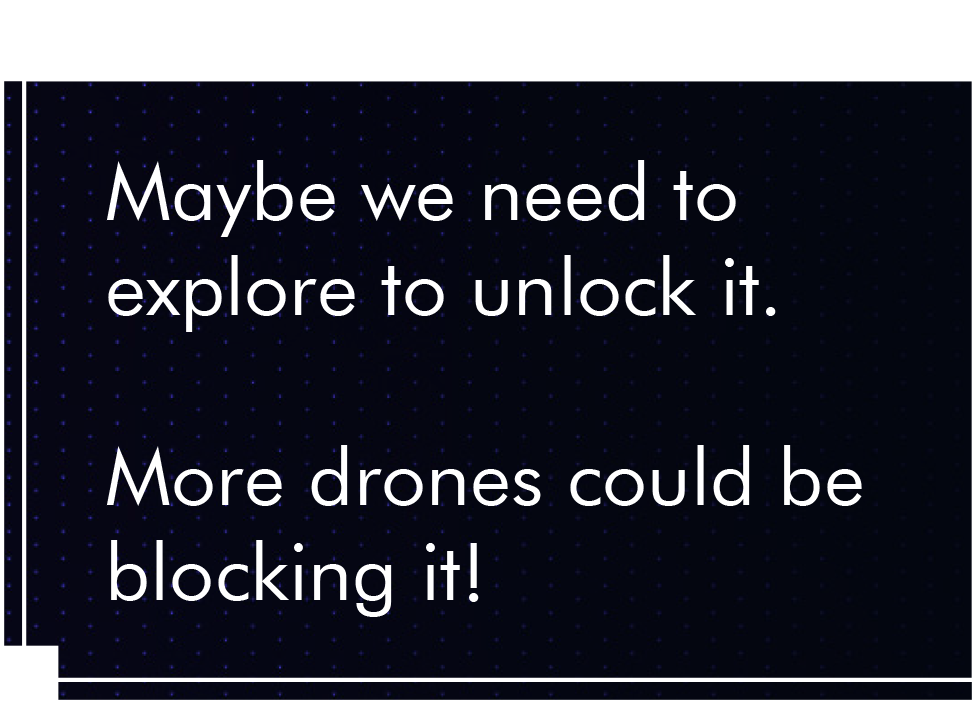 Maybe we need to
explore to unlock it.
More drones could be
blocking it!